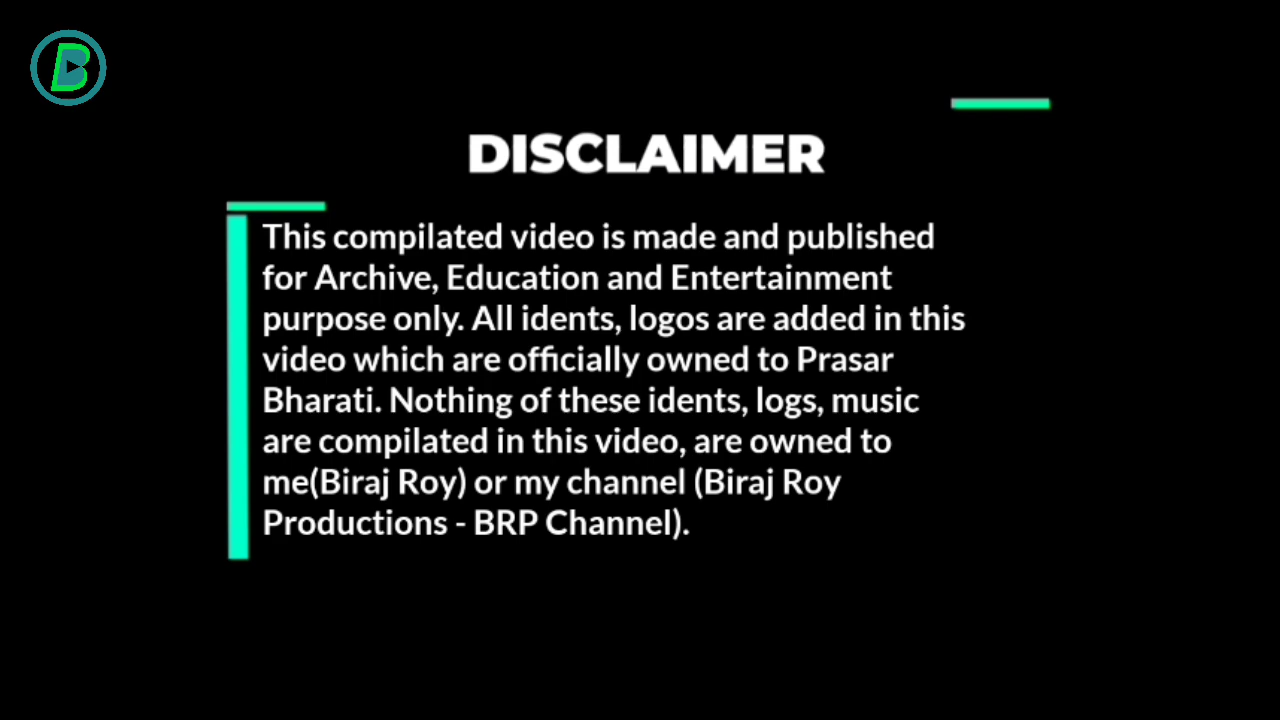 B
DISCLAIMER
This compilated video is made and published
for Archive, Education and Entertainment
purpose only. All idents, logos are added in this
video which are officially owned to Prasar
Bharati. Nothing of these idents, logs, music
are compilated in this video, are owned to
me(Biraj Roy) or my channel (Biraj Roy
Productions - BRP Channel).